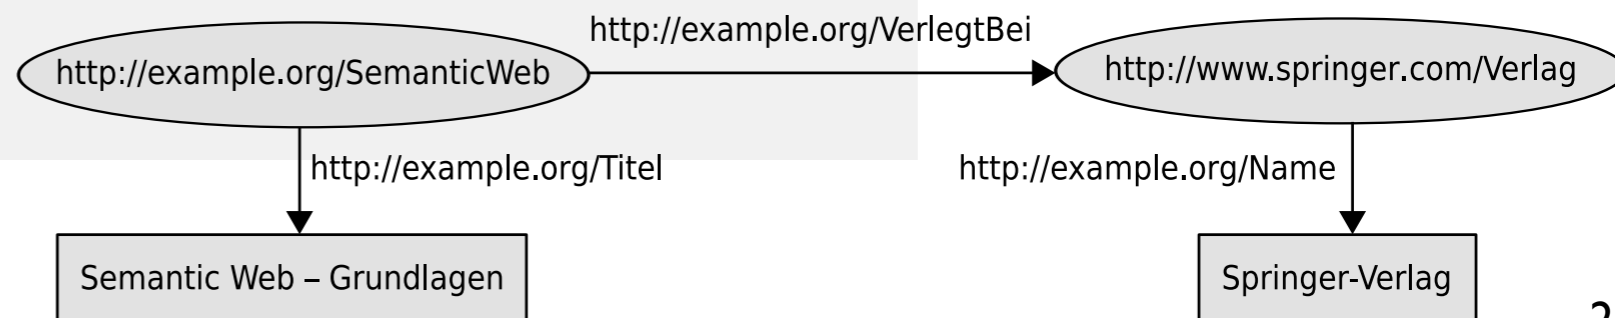 http://example.org/VerlegtBei
http://example.org/SemanticWeb
http://www.springer.com/Verlag
http://example.org/Titel
http://example.org/Name
Semantic Web – Grundlagen
Springer-Verlag